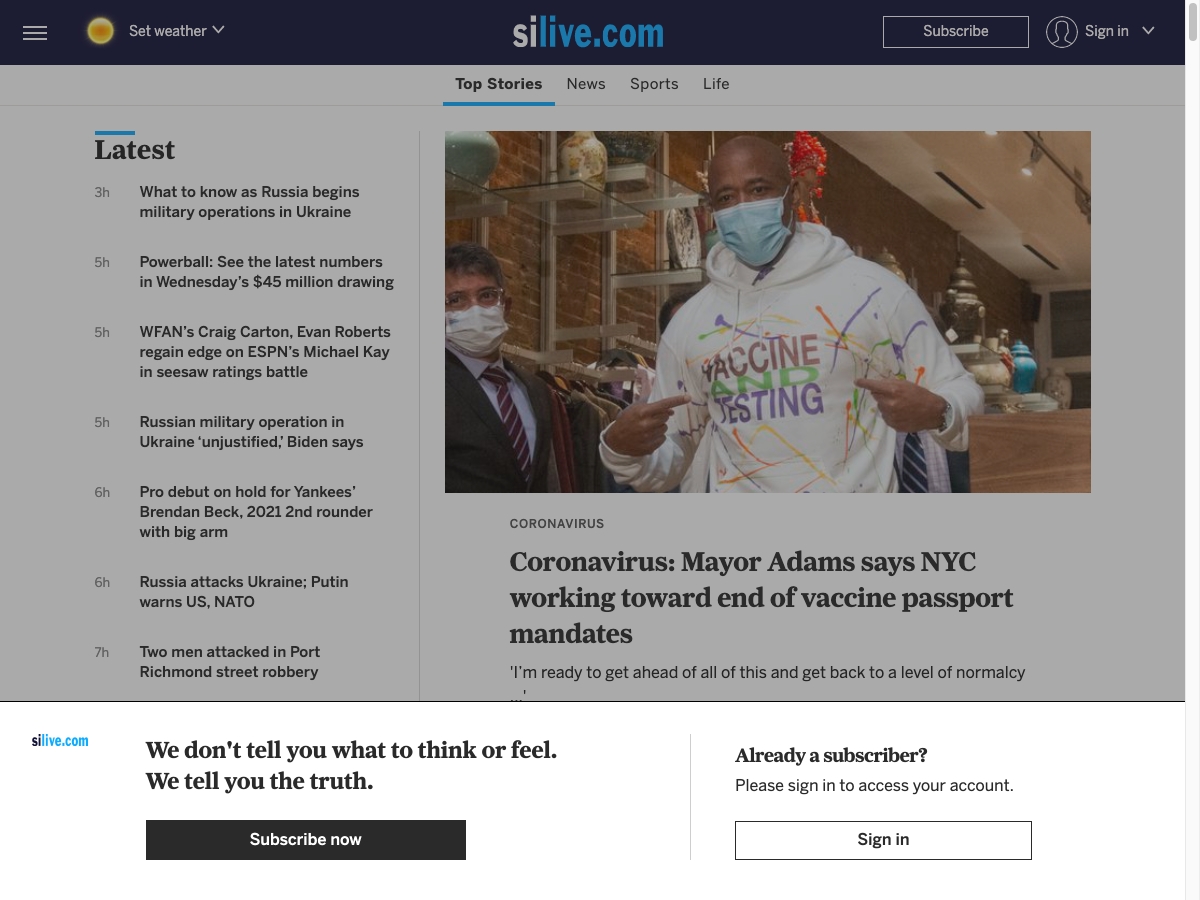 Set weather
silive.com
Subscribe
Sign in
Top Stories
News
Sports
Life
Latest
3h
What to know as Russia begins
military operations in Ukraine
5h
Powerball: See the latest numbers
in Wednesday’s $45 million drawing
5h
WFAN’s Craig Carton, Evan Roberts
regain edge on ESPN’s Michael Kay
in seesaw ratings battle
5h
Russian military operation in
Ukraine ‘unjustified,’ Biden says
6h
Pro debut on hold for Yankees’
Brendan Beck, 2021 2nd rounder
with big arm
6h
Russia attacks Ukraine; Putin
warns US, NATO
7h
Two men attacked in Port
Richmond street robbery
VACCINE
AND
TESTING
CORONAVIRUS
Coronavirus: Mayor Adams says NYC
working toward end of vaccine passport
mandates
'I’m ready to get ahead of all of this and get back to a level of normalcy
...'
silive.com
We don't tell you what to think or feel.
We tell you the truth.
Subscribe now
Already a subscriber?
Please sign in to access your account.
Sign in